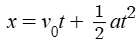 x = v₀t + ½ at²